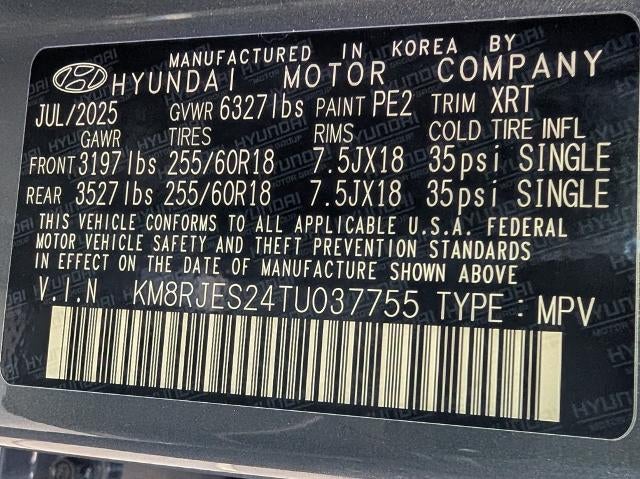 MANUFACTURED IN KOREA BY
HYUNDAI MOTOR COMPANY
JUL/2025 GVWR 6327lbs PAINT PE2 TRIM XRT
GAWR TIRES RIMS COLD TIRE INFL
FRONT 3197lbs 255/60R18 7.5JX18 35psi SINGLE
REAR 3527lbs 255/60R18 7.5JX18 35psi SINGLE
THIS VEHICLE CONFORMS TO ALL APPLICABLE U.S.A. FEDERAL
MOTOR VEHICLE SAFETY AND THEFT PREVENTION STANDARDS
IN EFFECT ON THE DATE OF MANUFACTURE SHOWN ABOVE
V.I.N KM8RJES24TU037755 TYPE : MPV